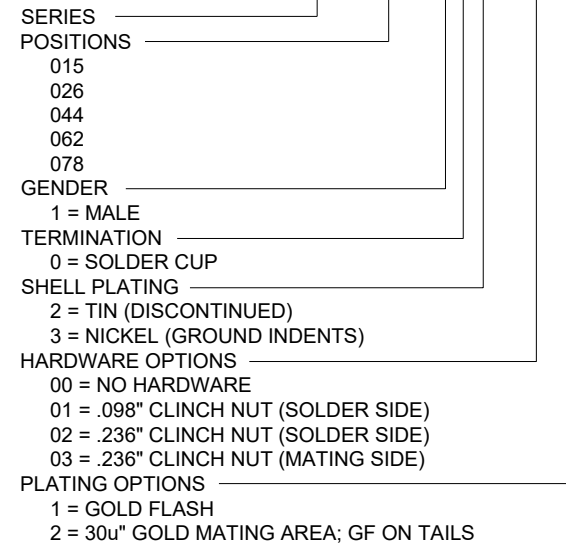 SERIES
POSITIONS
015
026
044
062
078
GENDER
1 = MALE
TERMINATION
0 = SOLDER CUP
SHELL PLATING
2 = TIN (DISCONTINUED)
3 = NICKEL (GROUND INDENTS)
HARDWARE OPTIONS
00 = NO HARDWARE
01 = .098" CLINCH NUT (SOLDER SIDE)
02 = .236" CLINCH NUT (SOLDER SIDE)
03 = .236" CLINCH NUT (MATING SIDE)
PLATING OPTIONS
1 = GOLD FLASH
2 = 30u" GOLD MATING AREA; GF ON TAILS